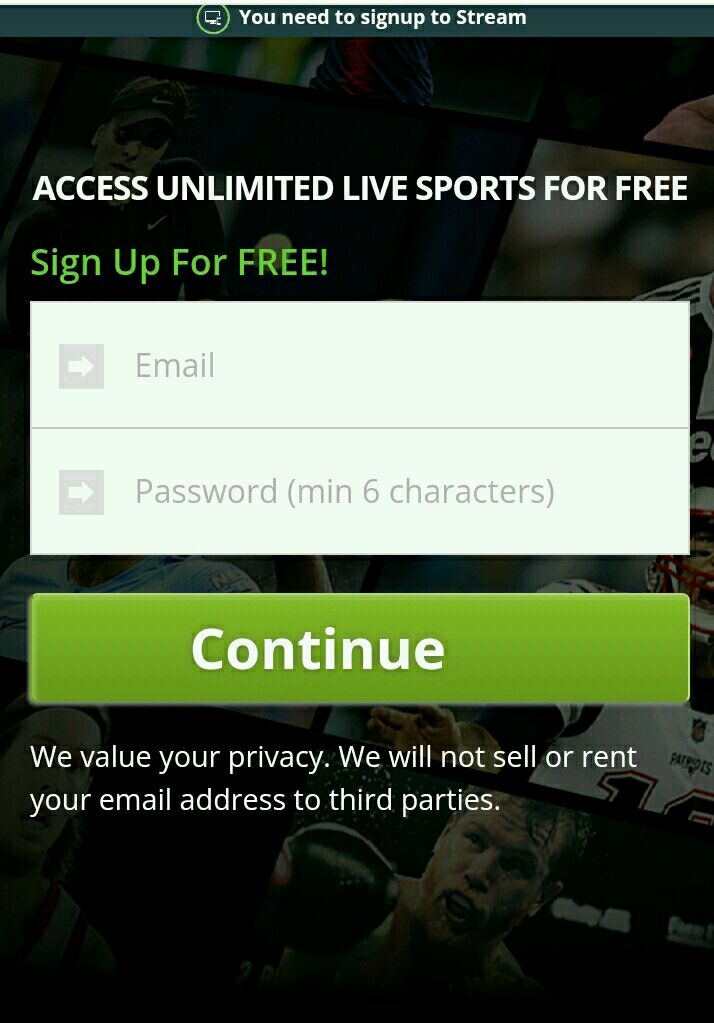 You need to signup to Stream
ACCESS UNLIMITED LIVE SPORTS FOR FREE
Sign Up For FREE!
Email
Password (min 6 characters)
Continue
PATRIOTS
We value your privacy. We will not sell or rent
your email address to third parties.